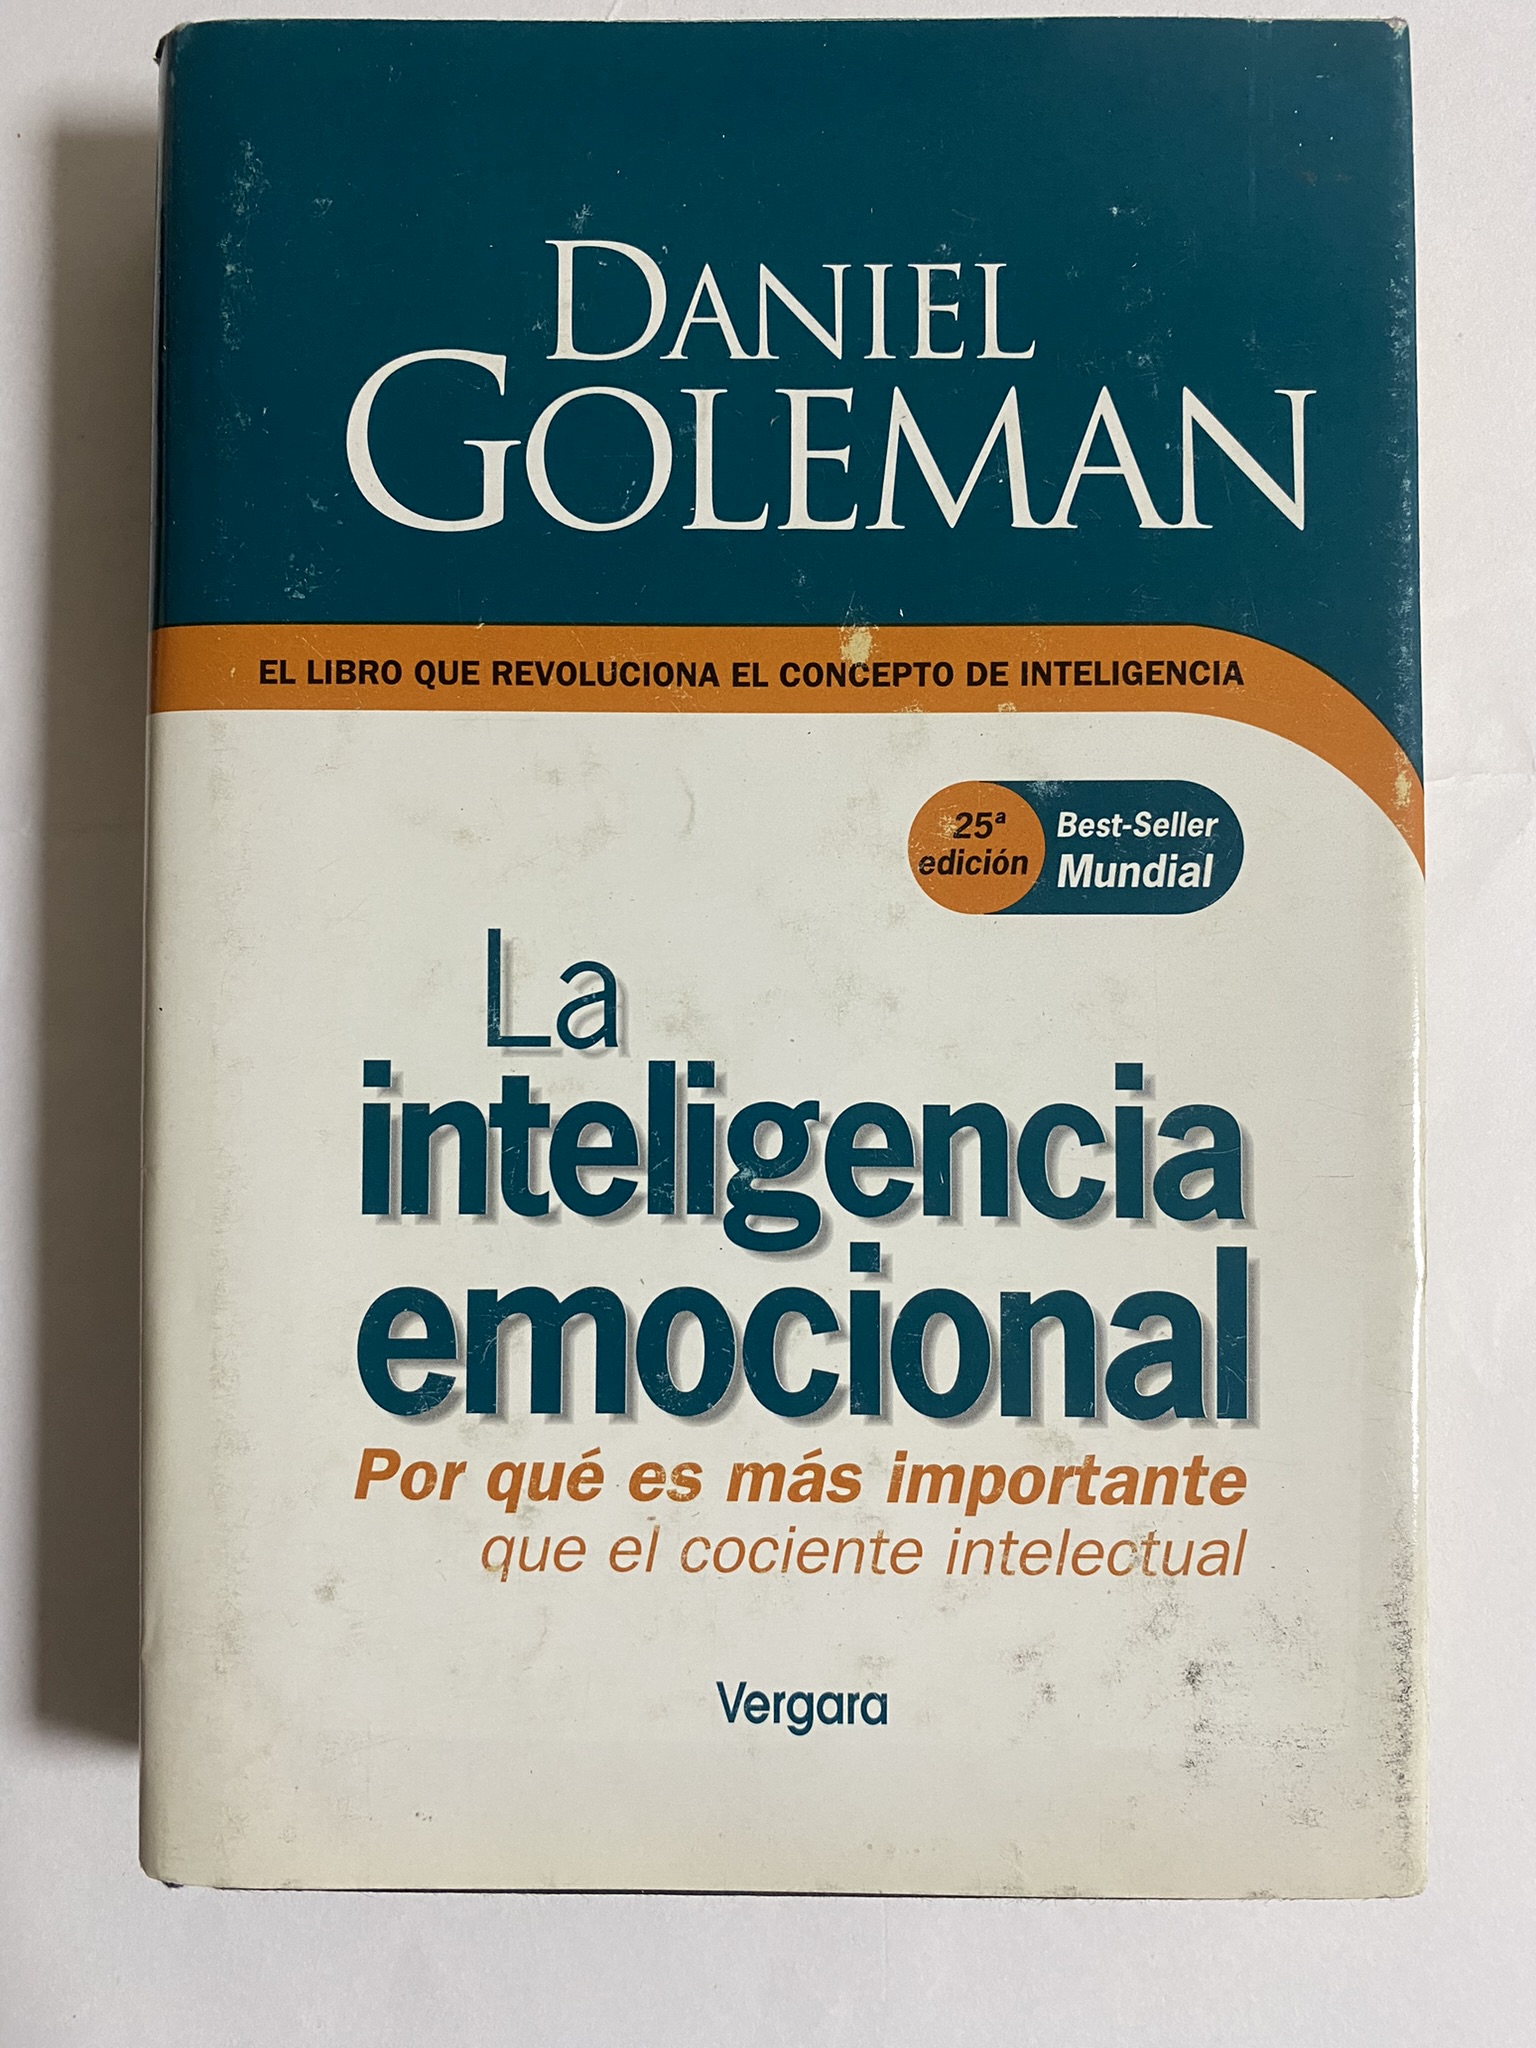 DANIEL
GOLEMAN
EL LIBRO QUE REVOLUCIONA EL CONCEPTO DE INTELIGENCIA
25ª
edición
Best-Seller
Mundial
La
inteligencia
emocional
Por qué es más importante
que el cociente intelectual
Vergara